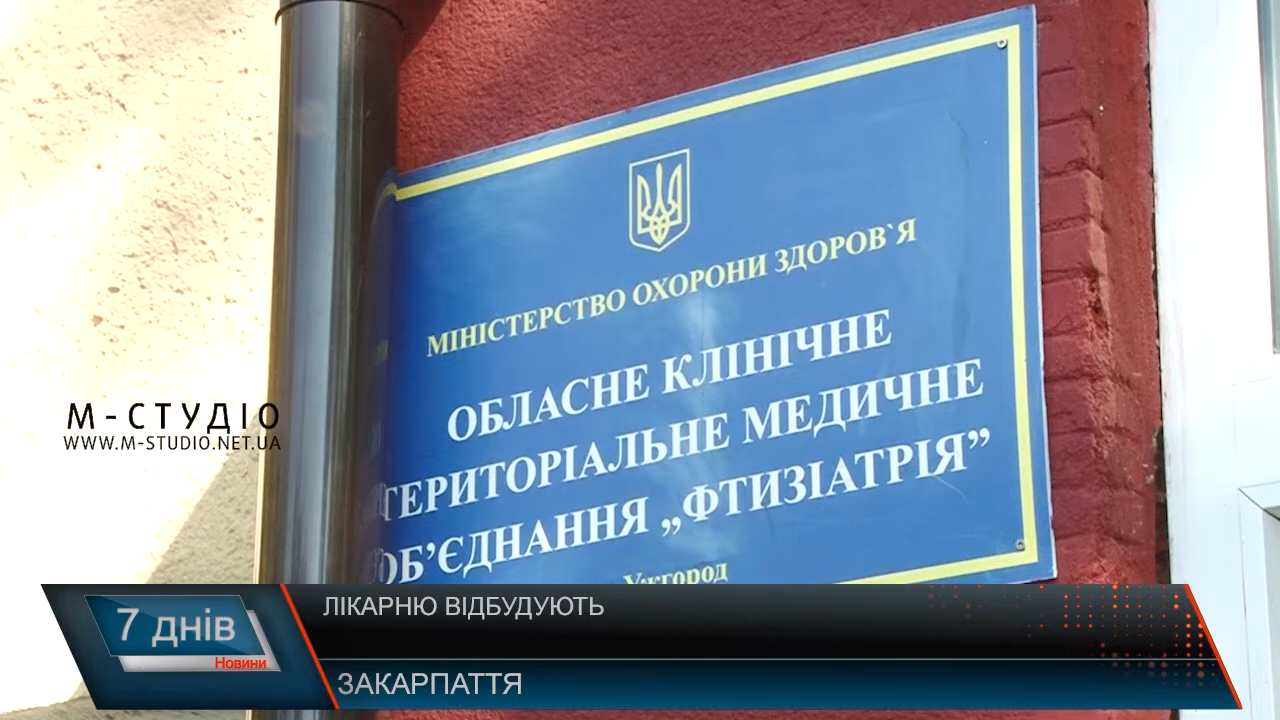 МІНІСТЕРСТВО ОХОРОНИ ЗДОРОВ`Я
ОБЛАСНЕ КЛІНІЧНЕ
ТЕРИТОРІАЛЬНЕ МЕДИЧНЕ
ОБ’ЄДНАННЯ „ФТИЗІАТРІЯ”
Ужгород
М-СТУДІО
WWW.M-STUDIO.NET.UA
7 днів
Новини
ЛІКАРНЮ ВІДБУДУЮТЬ
ЗАКАРПАТТЯ